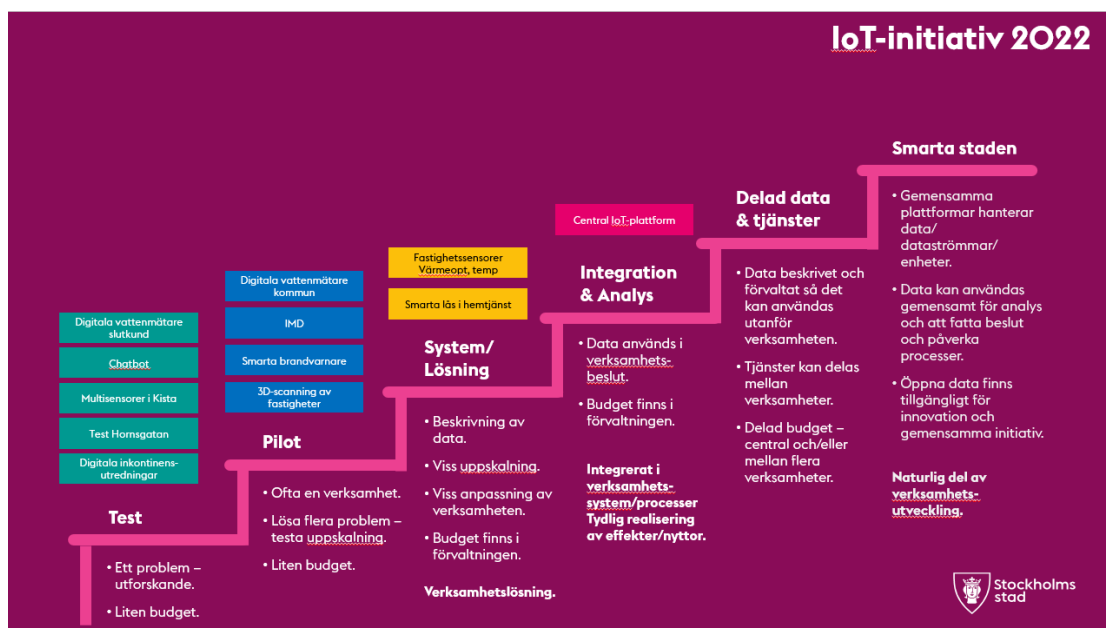 IoT-initiativ 2022
Smarta staden
• Gemensamma
plattformar hanterar
data/
dataströmmar/
enheter.
• Data kan användas
gemensamt för analys
och att fatta beslut
och påverka
processer.
• Öppna data finns
tillgängligt för
innovation och
gemensamma initiativ.
Naturlig del av
verksamhets-
utveckling.
Delad data
& tjänster
• Data beskrivet och
förvaltat så det
kan användas
utanför
verksamheten.
• Tjänster kan delas
mellan
verksamheter.
• Delad budget –
central och/eller
mellan flera
verksamheter.
Central IoT-plattform
Integration
& Analys
• Data används i
verksamhets-
beslut.
• Budget finns i
förvaltningen.
Integrerat i
verksamhets-
system/processer
Tydlig realisering
av effekter/nyttor.
Fastighetssensorer
Värmeopt, temp
Smarta lås i hemtjänst
System/
Lösning
• Beskrivning av
data.
• Viss uppskalning.
• Viss anpassning av
verksamheten.
• Budget finns i
förvaltningen.
Verksamhetslösning.
Digitala vattenmätare
kommun
IMD
Smarta brandvarnare
3D-scanning av
fastigheter
Pilot
• Ofta en verksamhet.
• Lösa flera problem –
testa uppskalning.
• Liten budget.
Digitala vattenmätare
slutkund
Chatbot
Multisensorer i Kista
Test Hornsgatan
Digitala inkontinens-
utredningar
Test
• Ett problem –
utforskande.
• Liten budget.
Stockholms
stad